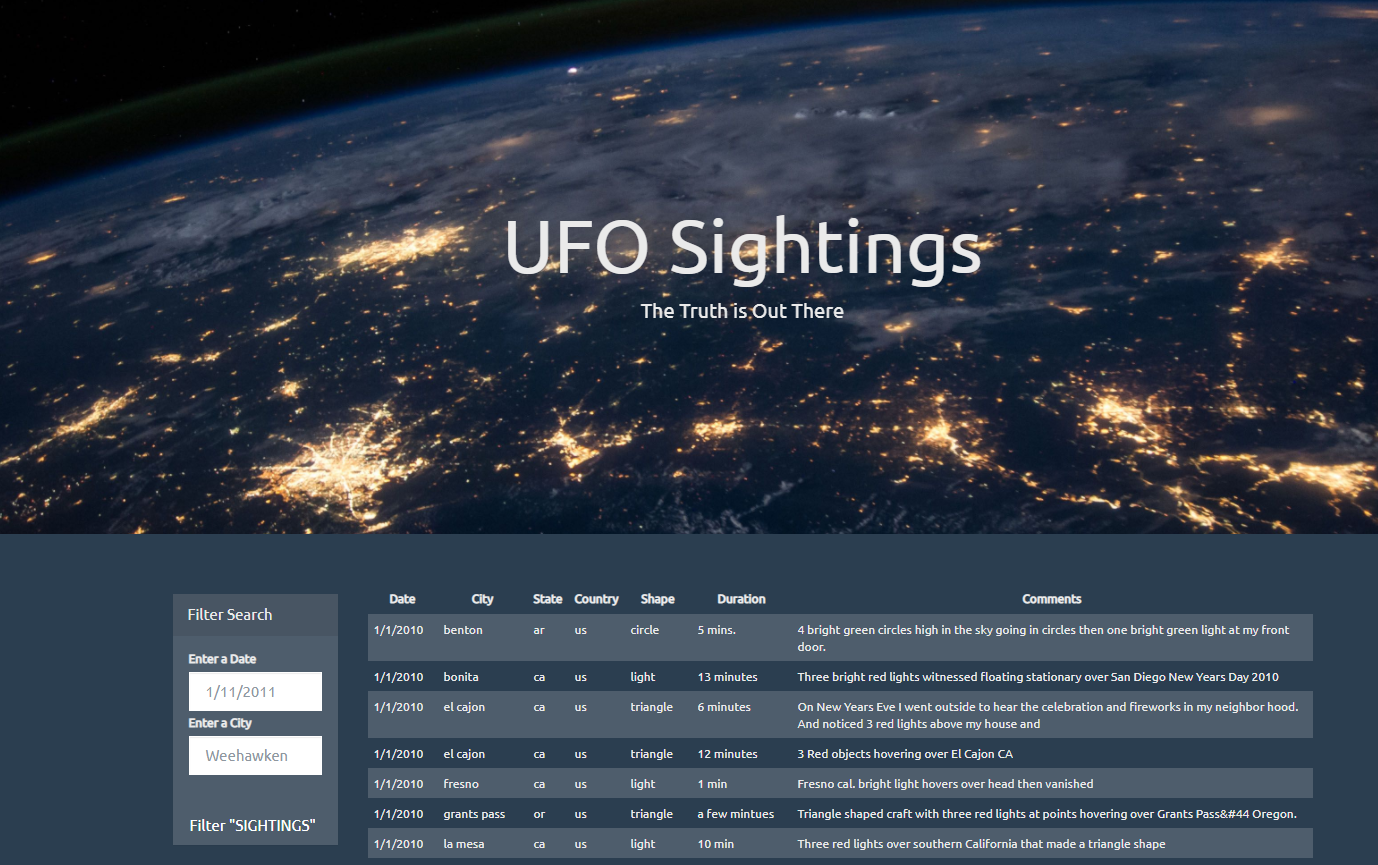 UFO Sightings
The Truth is Out There
Filter Search
Enter a Date
1/11/2011
Enter a City
Weehawken
Filter "SIGHTINGS"
Date City State Country Shape Duration Comments
1/1/2010 benton ar us circle 5 mins. 4 bright green circles high in the sky going in circles then one bright green light at my front
door.
1/1/2010 bonita ca us light 13 minutes Three bright red lights witnessed floating stationary over San Diego New Years Day 2010
1/1/2010 el cajon ca us triangle 6 minutes On New Years Eve I went outside to hear the celebration and fireworks in my neighbor hood.
And noticed 3 red lights above my house and
1/1/2010 el cajon ca us triangle 12 minutes 3 Red objects hovering over El Cajon CA
1/1/2010 fresno ca us light 1 min Fresno cal. bright light hovers over head then vanished
1/1/2010 grants pass or us triangle a few mintues Triangle shaped craft with three red lights at points hovering over Grants Pass&#44 Oregon.
1/1/2010 la mesa ca us light 10 min Three red lights over southern California that made a triangle shape